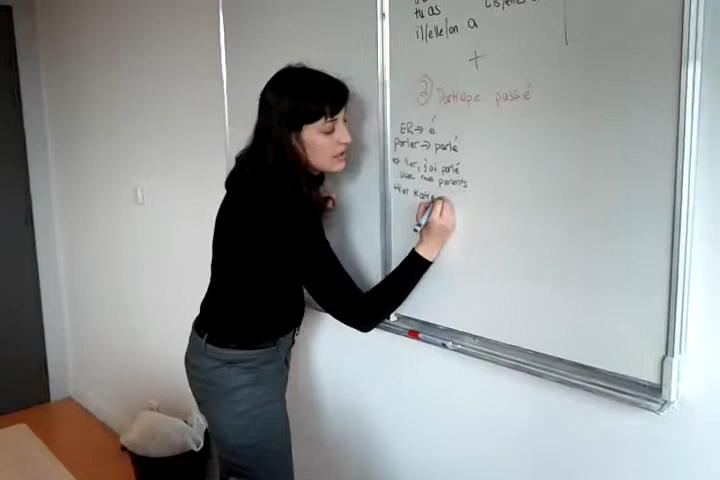 tu as
il/elle/on a
+
② Participe passé
ER → é
parler → parlé
ex: hier, j'ai parlé
avec mes parents
Hier Katie